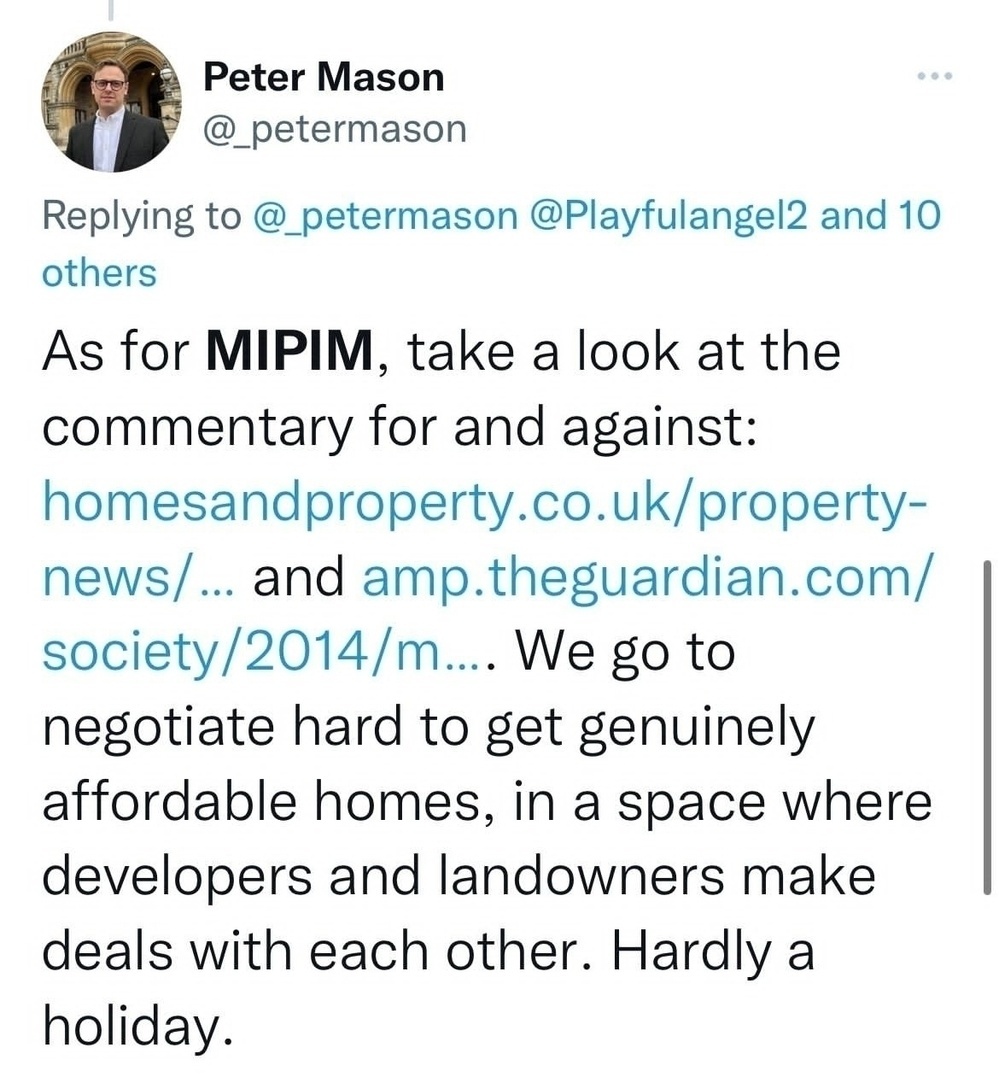 Peter Mason
@_petermason
Replying to @_petermason @Playfulangel2 and 10
others
As for MIPIM, take a look at the
commentary for and against:
homesandproperty.co.uk/property-
news/... and amp.theguardian.com/
society/2014/m.... We go to
negotiate hard to get genuinely
affordable homes, in a space where
developers and landowners make
deals with each other. Hardly a
holiday.